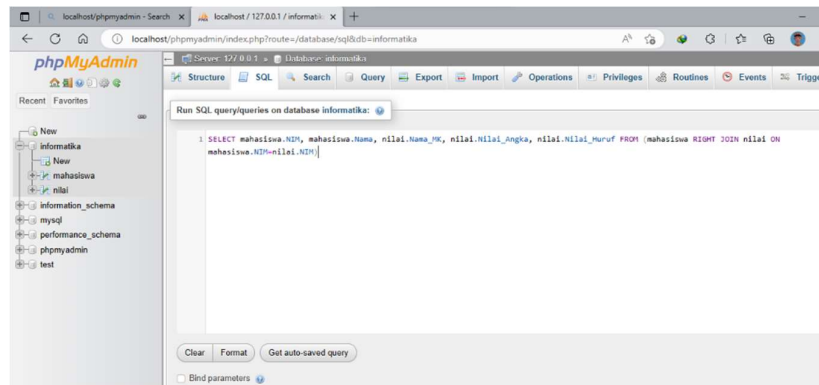 localhost/phpmyadmin - Search
localhost / 127.0.0.1 / informatik
localhost/phpmyadmin/index.php?route=/database/sql&db=informatika
phpMyAdmin
Recent Favorites
New
informatika
New
mahasiswa
nilai
information_schema
mysql
performance_schema
phpmyadmin
test
Server: 127.0.0.1 » Database: informatika
Structure SQL Search Query Export Import Operations Privileges Routines Events Trigge
Run SQL query/queries on database informatika:
1 SELECT mahasiswa.NIM, mahasiswa.Nama, nilai.Nama_MK, nilai.Nilai_Angka, nilai.Nilai_Huruf FROM (mahasiswa RIGHT JOIN nilai ON
mahasiswa.NIM=nilai.NIM)
Clear Format Get auto-saved query
Bind parameters